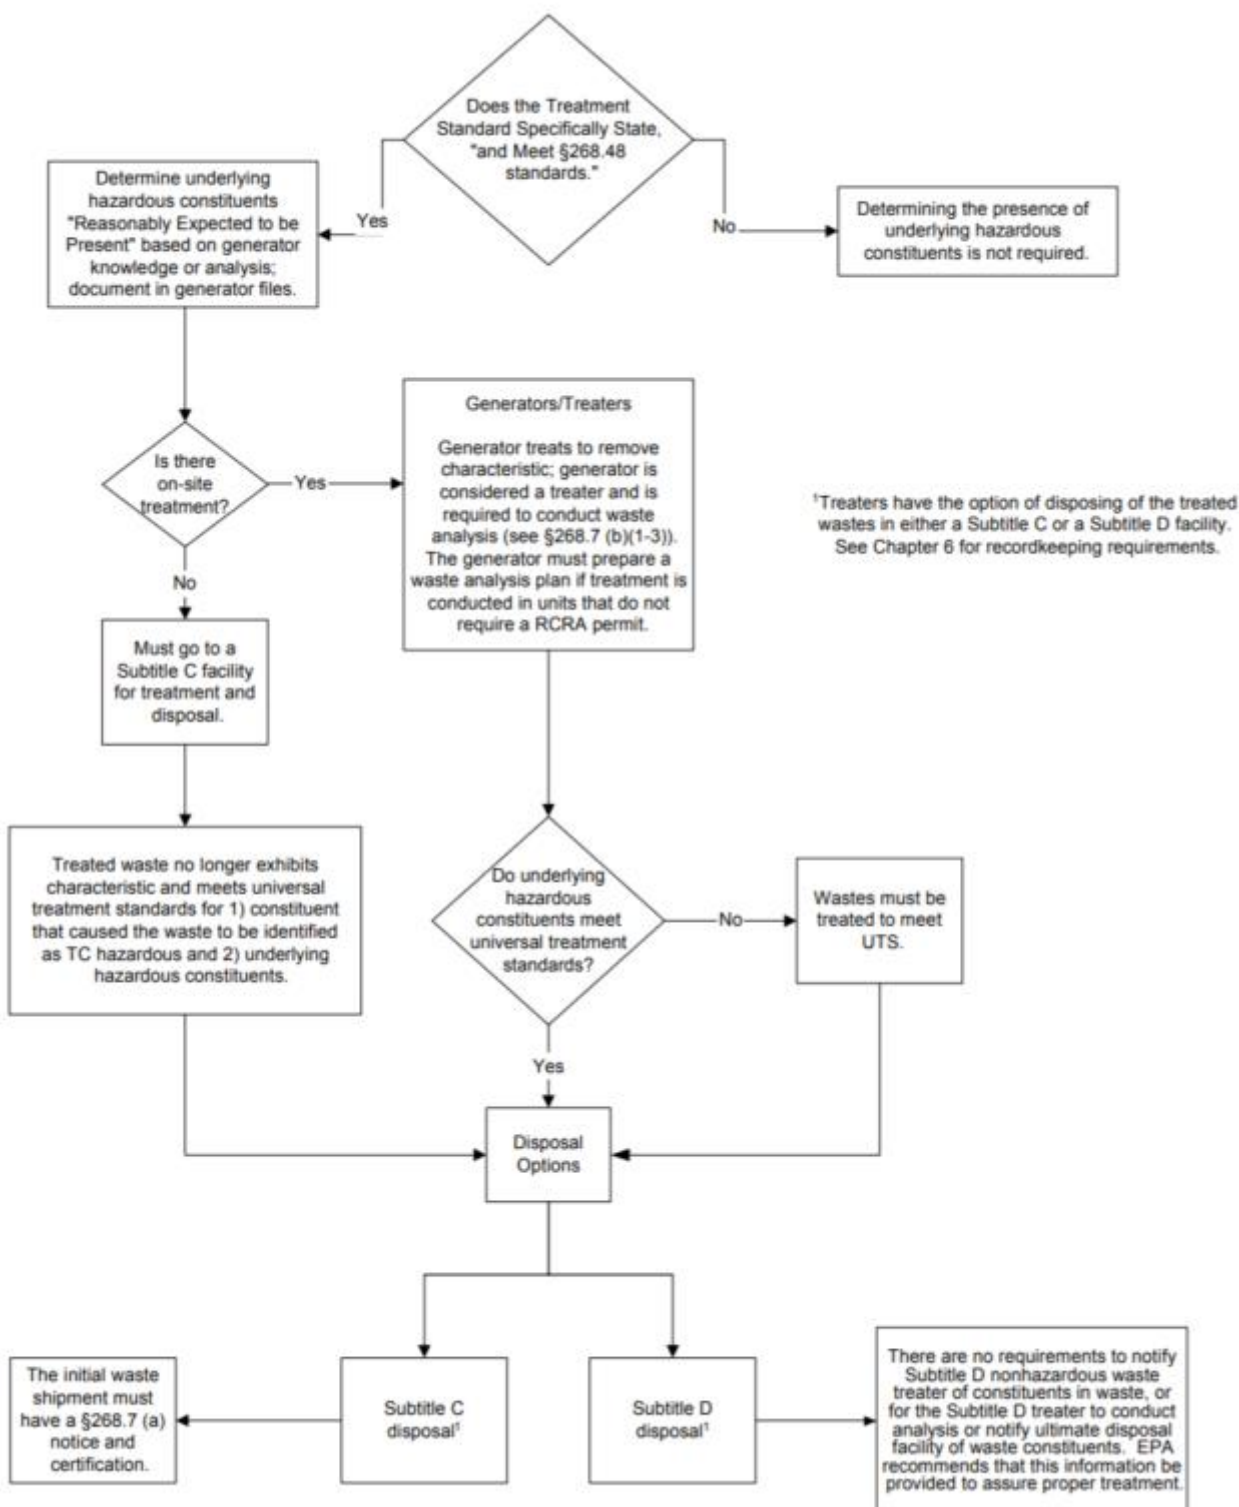 Does the Treatment
Standard Specifically State,
"and Meet §268.48
standards."
Yes
No
Determine underlying
hazardous constituents
"Reasonably Expected to be
Present" based on generator
knowledge or analysis;
document in generator files.
Determining the presence of
underlying hazardous
constituents is not required.
Is there
on-site
treatment?
Yes
No
Generators/Treaters
Generator treats to remove
characteristic; generator is
considered a treater and is
required to conduct waste
analysis (see §268.7 (b)(1-3)).
The generator must prepare a
waste analysis plan if treatment is
conducted in units that do not
require a RCRA permit.
¹Treaters have the option of disposing of the treated
wastes in either a Subtitle C or a Subtitle D facility.
See Chapter 6 for recordkeeping requirements.
Must go to a
Subtitle C facility
for treatment and
disposal.
Treated waste no longer exhibits
characteristic and meets universal
treatment standards for 1) constituent
that caused the waste to be identified
as TC hazardous and 2) underlying
hazardous constituents.
Do underlying
hazardous
constituents meet
universal treatment
standards?
No
Wastes must be
treated to meet
UTS.
Yes
Disposal
Options
The initial waste
shipment must
have a §268.7 (a)
notice and
certification.
Subtitle C
disposal¹
Subtitle D
disposal¹
There are no requirements to notify
Subtitle D nonhazardous waste
treater of constituents in waste, or
for the Subtitle D treater to conduct
analysis or notify ultimate disposal
facility of waste constituents. EPA
recommends that this information be
provided to assure proper treatment.